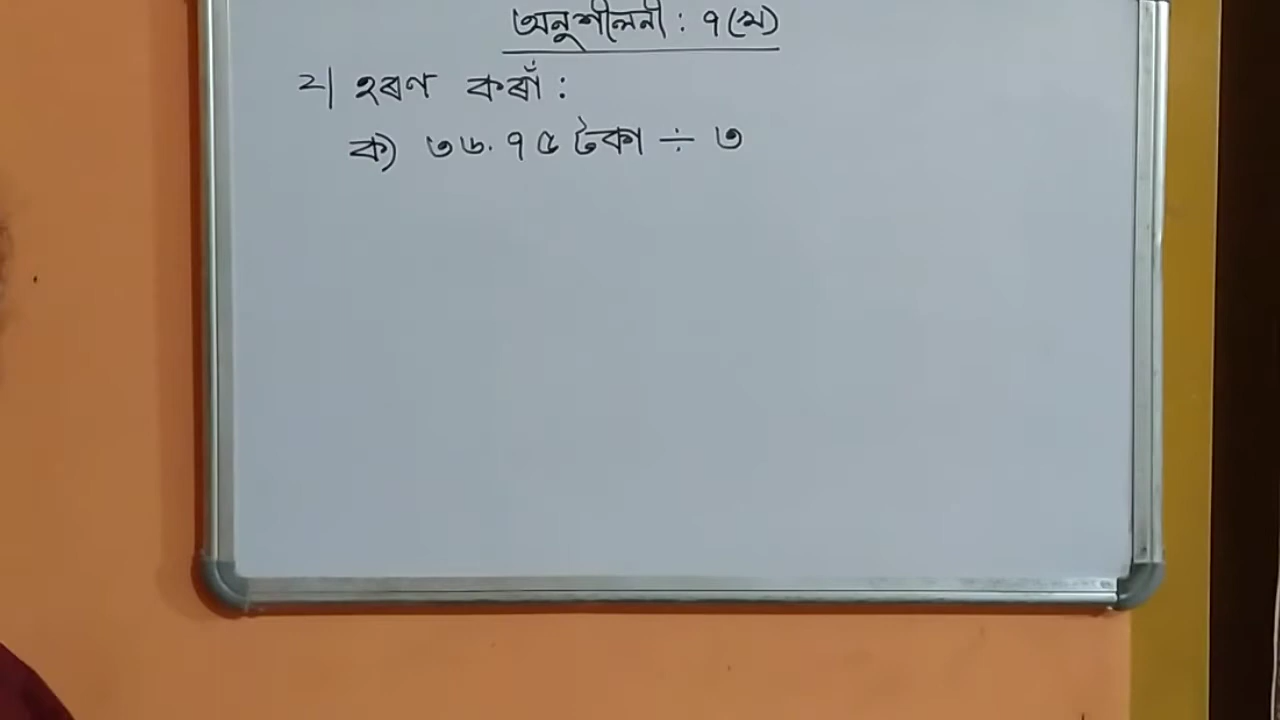 অনুশীলনী : ৭(খ)
২| হৰণ কৰাঁ :
ক) ৩৬.৭৫ টকা ÷ ৩